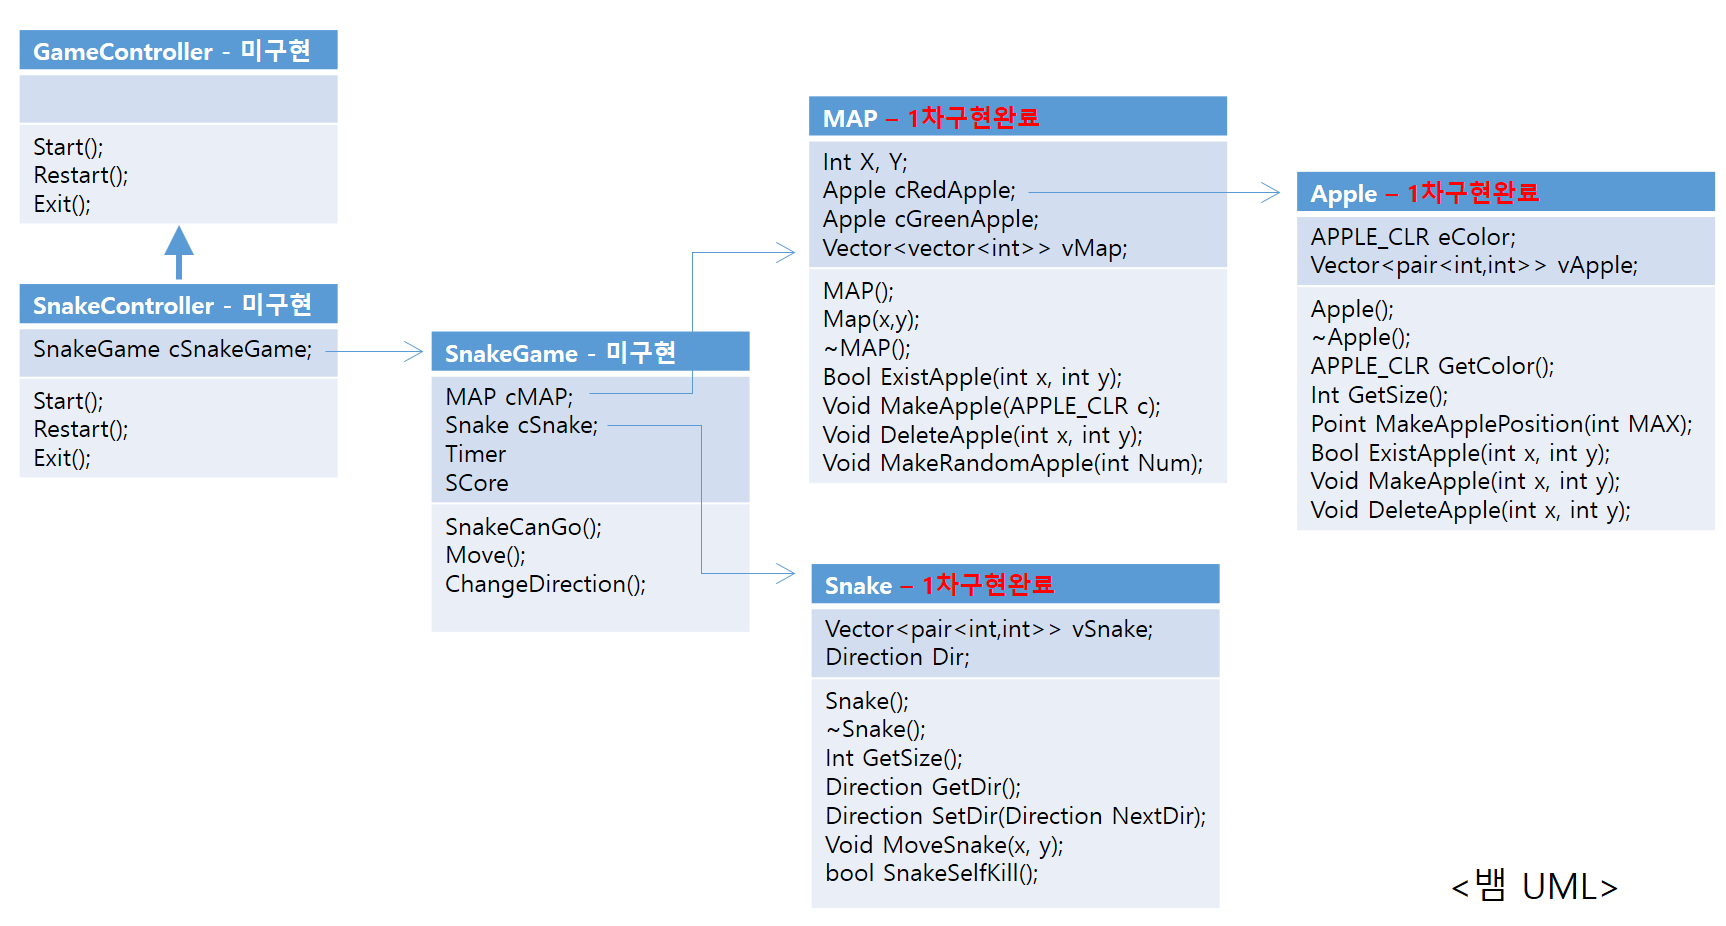 GameController - 미구현
Start();
Restart();
Exit();
SnakeController - 미구현
SnakeGame cSnakeGame;
Start();
Restart();
Exit();
SnakeGame - 미구현
MAP cMAP;
Snake cSnake;
Timer
SCore
SnakeCanGo();
Move();
ChangeDirection();
MAP – 1차구현완료
Int X, Y;
Apple cRedApple;
Apple cGreenApple;
Vector<vector<int>> vMap;
MAP();
Map(x,y);
~MAP();
Bool ExistApple(int x, int y);
Void MakeApple(APPLE_CLR c);
Void DeleteApple(int x, int y);
Void MakeRandomApple(int Num);
Apple – 1차구현완료
APPLE_CLR eColor;
Vector<pair<int,int>> vApple;
Apple();
~Apple();
APPLE_CLR GetColor();
Int GetSize();
Point MakeApplePosition(int MAX);
Bool ExistApple(int x, int y);
Void MakeApple(int x, int y);
Void DeleteApple(int x, int y);
Snake – 1차구현완료
Vector<pair<int,int>> vSnake;
Direction Dir;
Snake();
~Snake();
Int GetSize();
Direction GetDir();
Direction SetDir(Direction NextDir);
Void MoveSnake(x, y);
bool SnakeSelfKill();
<뱀 UML>